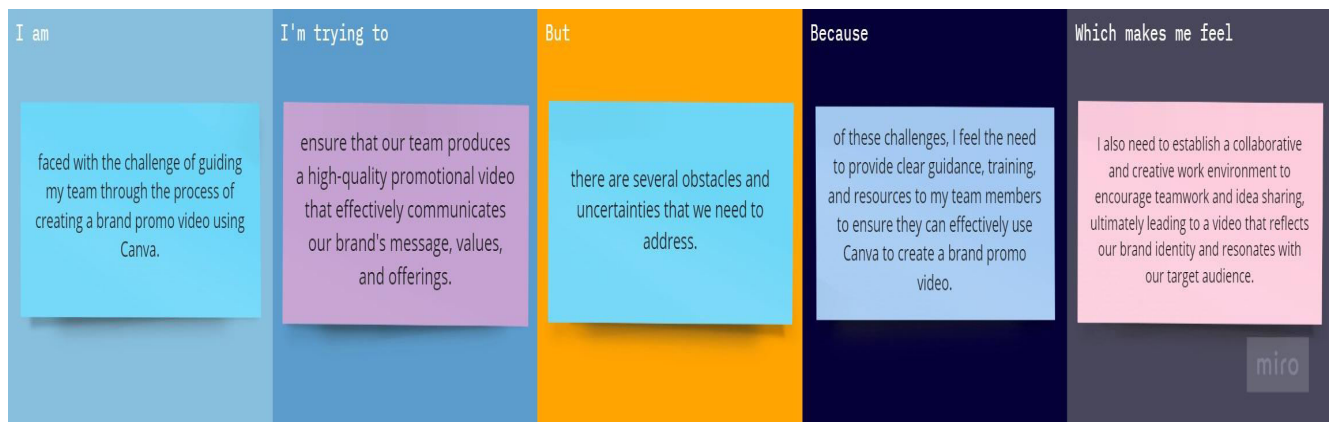 I am
faced with the challenge of guiding
my team through the process of
creating a brand promo video using
Canva.
I'm trying to
ensure that our team produces
a high-quality promotional video
that effectively communicates
our brand's message, values,
and offerings.
But
there are several obstacles and
uncertainties that we need to
address.
Because
of these challenges, I feel the need
to provide clear guidance, training,
and resources to my team members
to ensure they can effectively use
Canva to create a brand promo
video.
Which makes me feel
I also need to establish a collaborative
and creative work environment to
encourage teamwork and idea sharing,
ultimately leading to a video that reflects
our brand identity and resonates with
our target audience.
miro